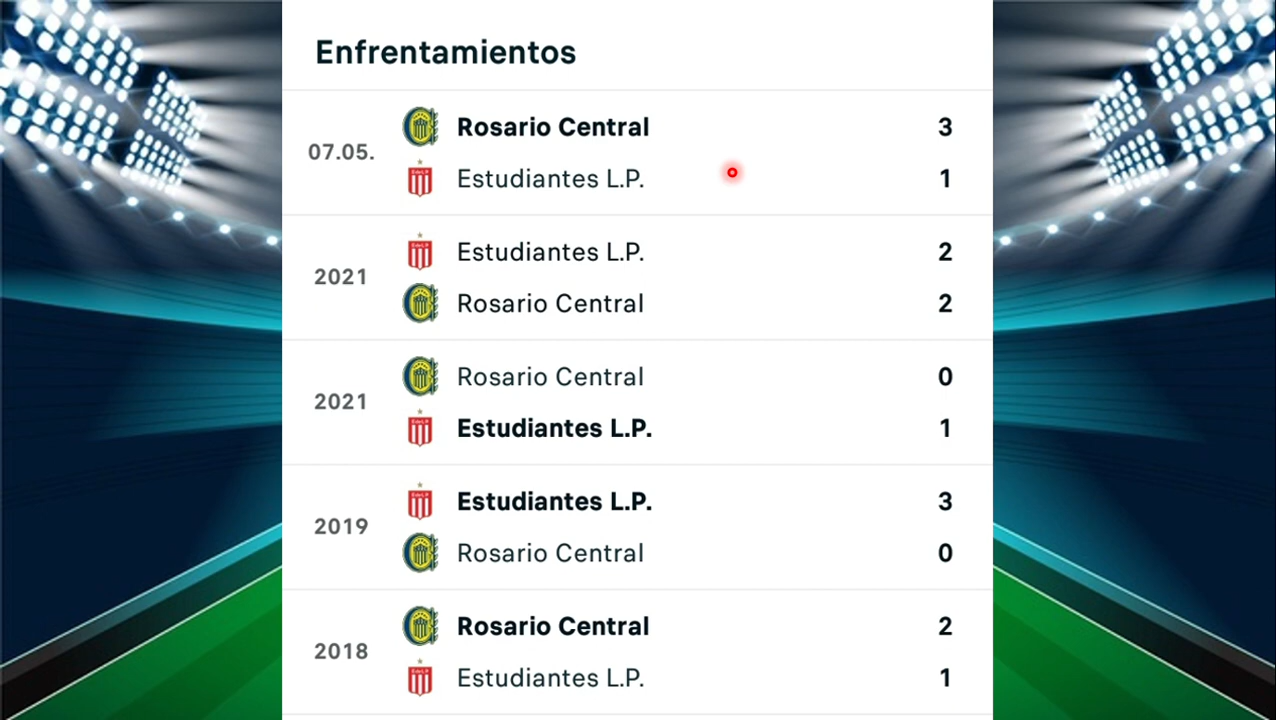 Enfrentamientos
07.05.
Rosario Central 3
Estudiantes L.P. 1
2021
Estudiantes L.P. 2
Rosario Central 2
2021
Rosario Central 0
Estudiantes L.P. 1
2019
Estudiantes L.P. 3
Rosario Central 0
2018
Rosario Central 2
Estudiantes L.P. 1